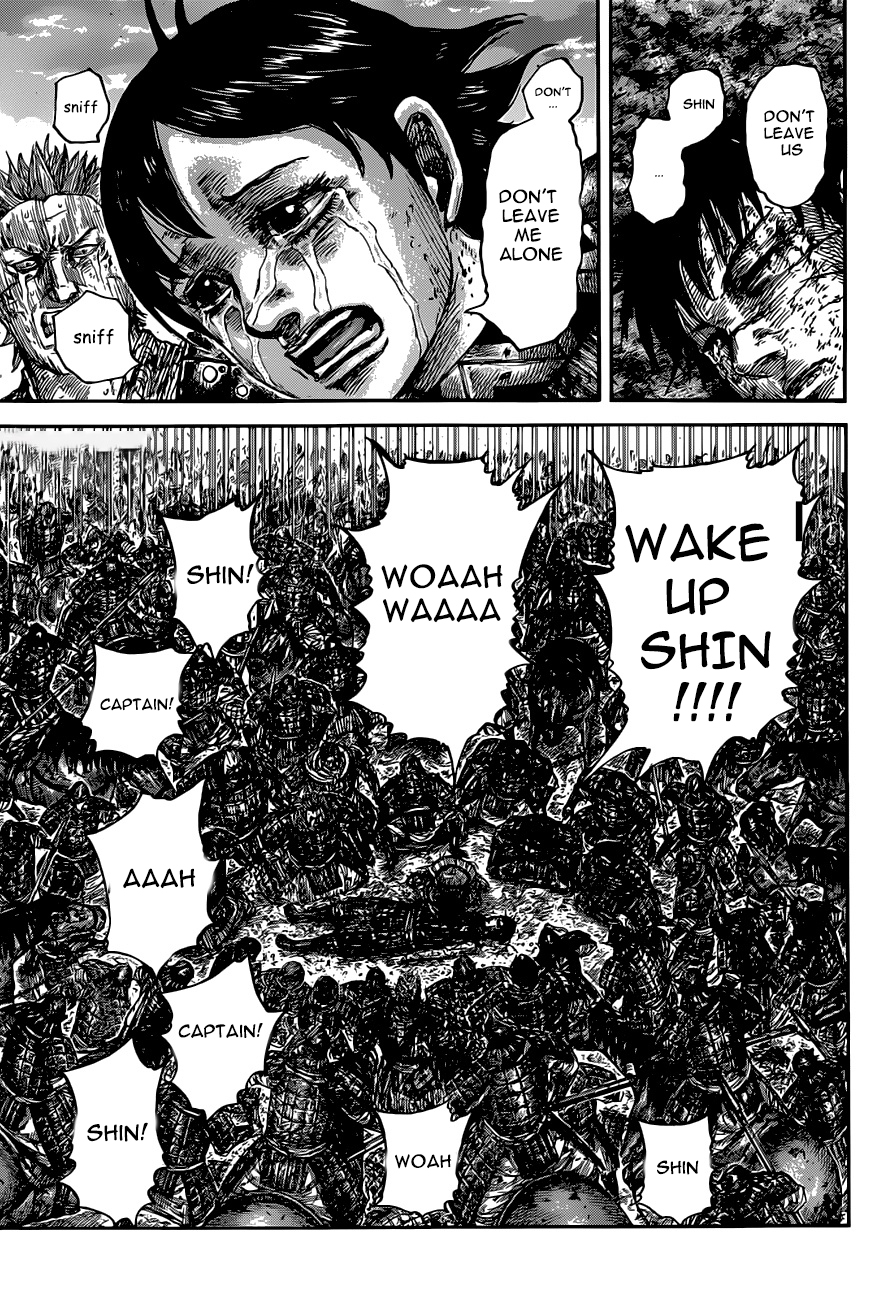 DON'T
LEAVE
US
SHIN
...
DON'T
...
DON'T
LEAVE
ME
ALONE
sniff
sniff
WAKE
UP
SHIN
!!!!
WOAAH
WAAAA
SHIN!
CAPTAIN!
AAAH
CAPTAIN!
SHIN!
WOAH
SHIN